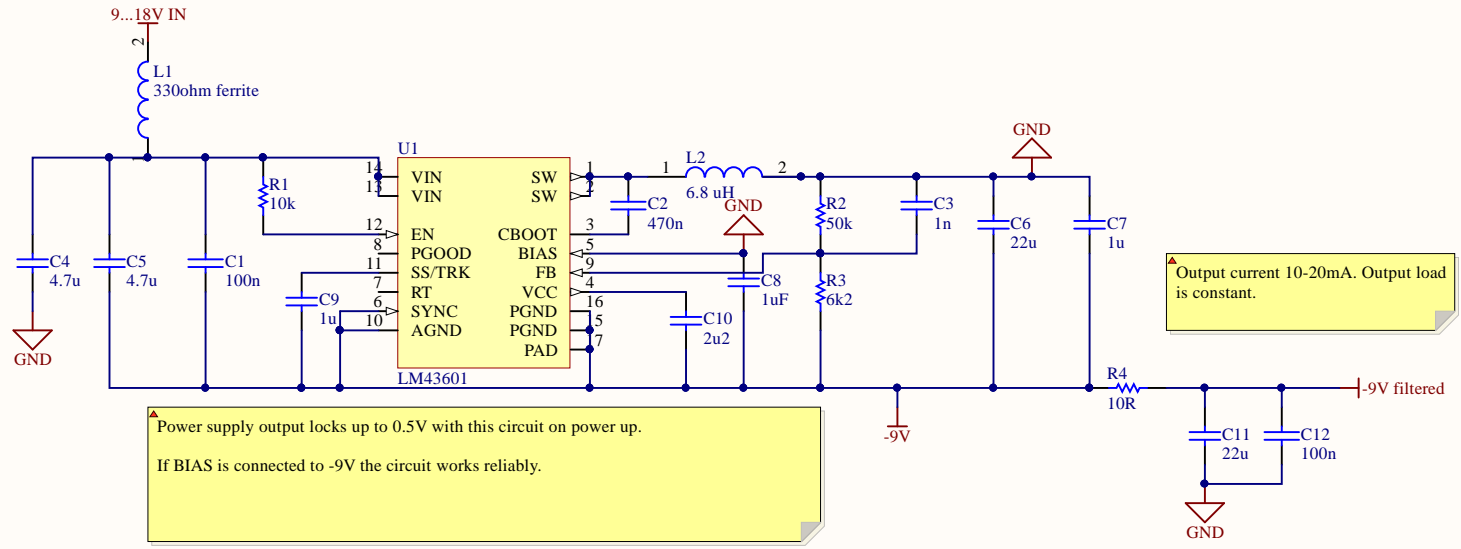 9...18V IN
2
L1
330ohm ferrite
1
GND
U1
14 VIN SW 1
13 VIN SW 2
12 EN CBOOT 3
8 PGOOD BIAS 5
11 SS/TRK FB 9
7 RT VCC 4
6 SYNC PGND 16
10 AGND PGND 5
PAD 7
LM43601
R1
10k
1 L2 2
6.8 uH
GND
GND
C2
470n
R2
50k
C3
1n
C6
22u
C7
1u
C4
4.7u
C5
4.7u
C1
100n
C9
1u
C8
1uF
R3
6k2
C10
2u2
Output current 10-20mA. Output load
is constant.
R4
10R
-9V filtered
-9V
C11
22u
C12
100n
GND
Power supply output locks up to 0.5V with this circuit on power up.
If BIAS is connected to -9V the circuit works reliably.